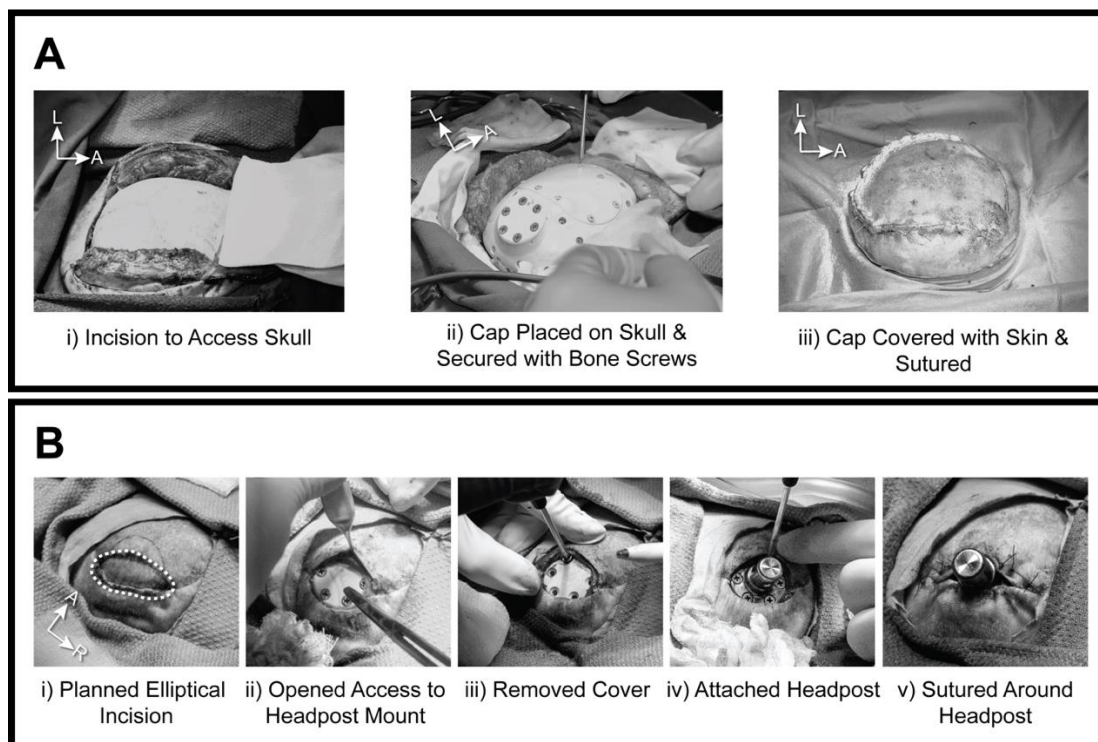 A
L
A
i) Incision to Access Skull
L
A
ii) Cap Placed on Skull &
Secured with Bone Screws
L
A
iii) Cap Covered with Skin &
Sutured
B
A
R
i) Planned Elliptical
Incision
ii) Opened Access to
Headpost Mount
iii) Removed Cover
iv) Attached Headpost
v) Sutured Around
Headpost